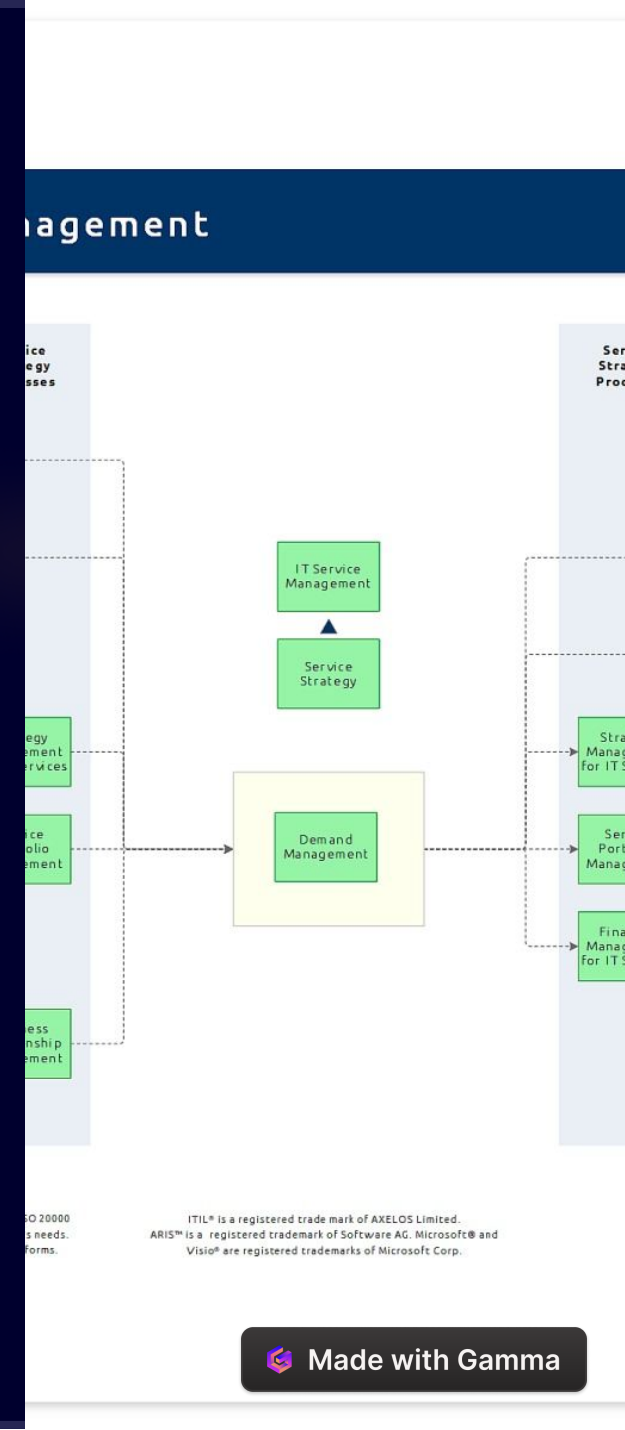 agement
ice
egy
sses
Ser
Stra
Proc
IT Service
Management
Service
Strategy
egy
ement
ervices
Stra
Manag
for IT S
ice
olio
ement
Demand
Management
Ser
Port
Manag
Fina
Manag
for IT S
ess
nship
ement
SO 20000
s needs.
forms.
ITIL® is a registered trade mark of AXELOS Limited.
ARIS™ is a registered trademark of Software AG. Microsoft® and
Visio® are registered trademarks of Microsoft Corp.
Made with Gamma